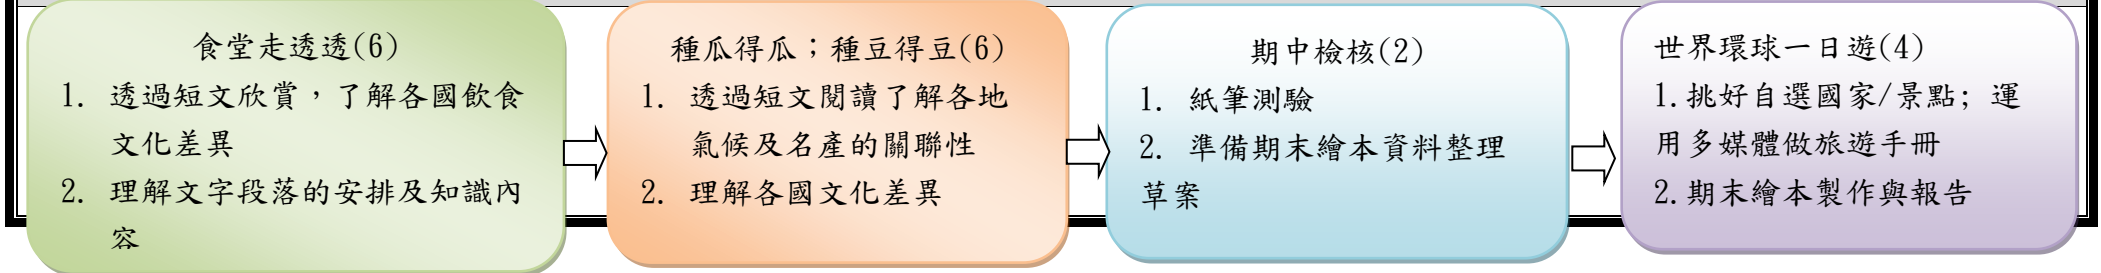 食堂走透透(6)
1. 透過短文欣賞，了解各國飲食
文化差異
2. 理解文字段落的安排及知識內
容
種瓜得瓜；種豆得豆(6)
1. 透過短文閱讀了解各地
氣候及名產的關聯性
2. 理解各國文化差異
期中檢核(2)
1. 紙筆測驗
2. 準備期末繪本資料整理
草案
世界環球一日遊(4)
1.挑好自選國家/景點; 運
用多媒體做旅遊手冊
2.期末繪本製作與報告